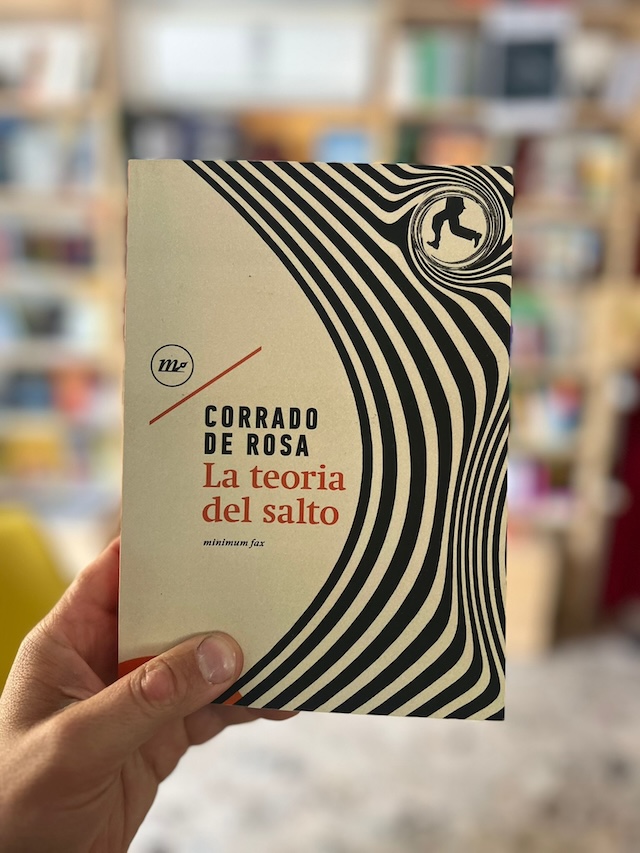 mf
CORRADO
DE ROSA
La teoria
del salto
minimum fax